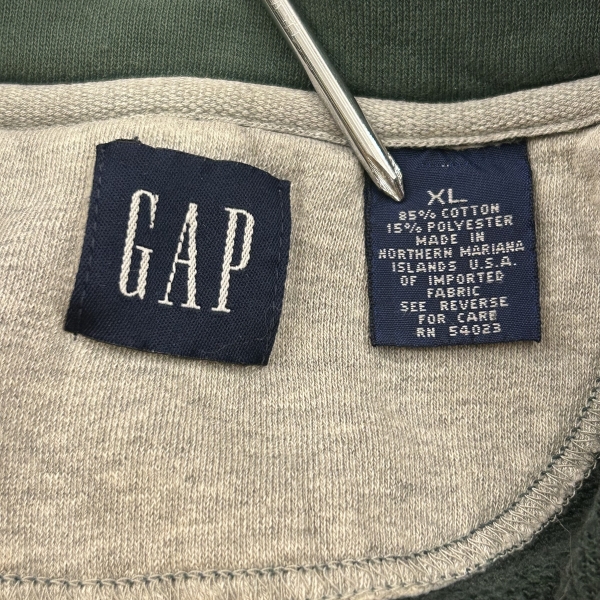 GAP
XL
85% COTTON
15% POLYESTER
MADE IN
NORTHERN MARIANA
ISLANDS U.S.A.
OF IMPORTED
FABRIC
SEE REVERSE
FOR CARE
RN 54023